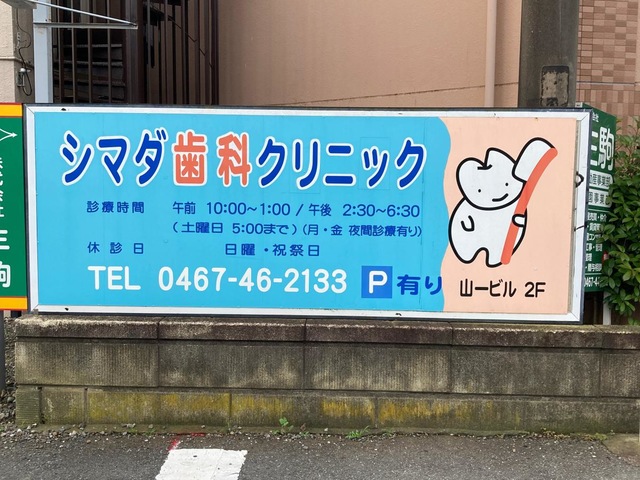 シマダ歯科クリニック
診療時間 午前 10:00~1:00 / 午後 2:30~6:30
(土曜日 5:00まで)(月・金 夜間診療有り)
休診日 日曜・祝祭日
TEL 0467-46-2133 P 有り
山一ビル 2F